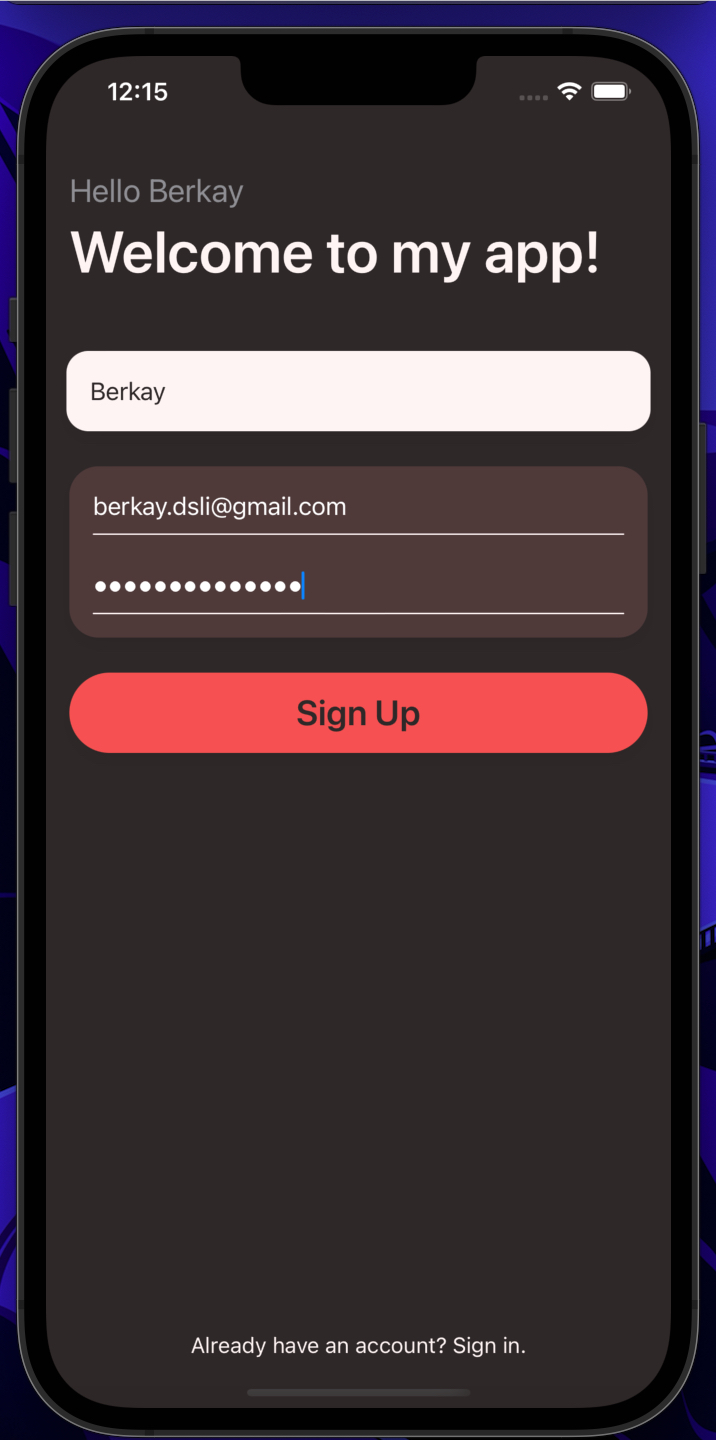 12:15
Hello Berkay
Welcome to my app!
Berkay
berkay.dsli@gmail.com
••••••••••••••
Sign Up
Already have an account? Sign in.